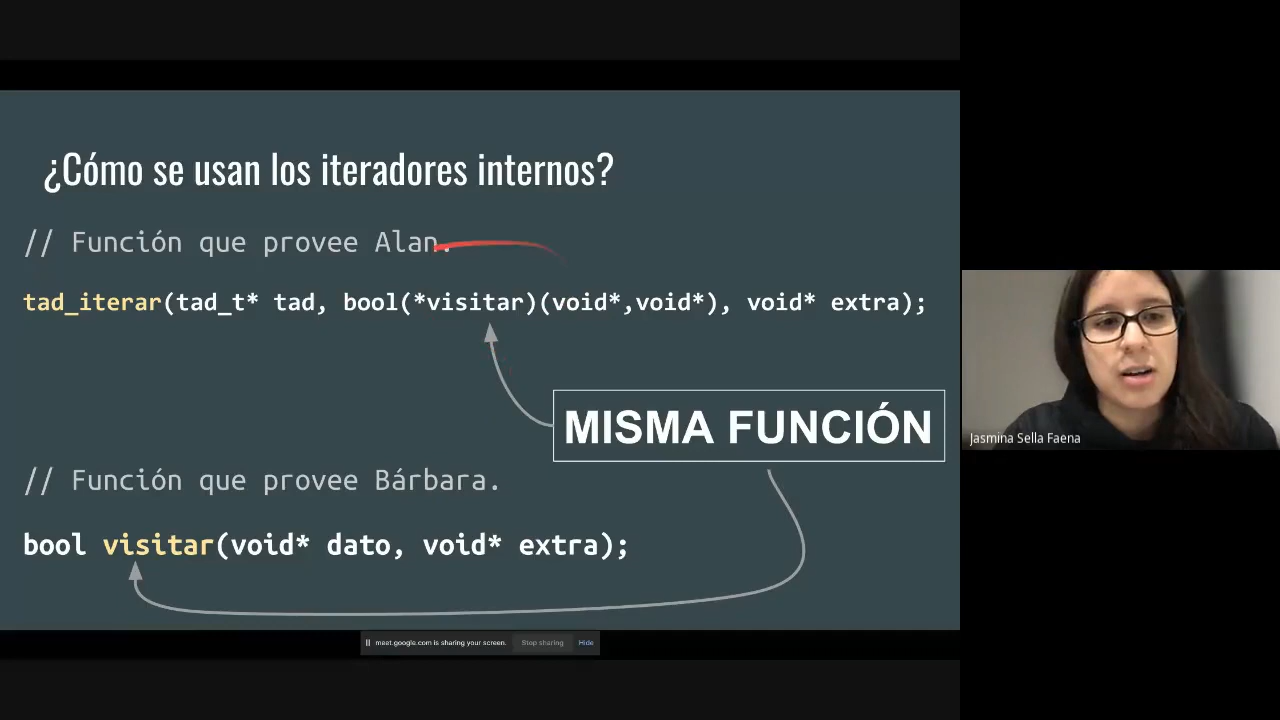 ¿Cómo se usan los iteradores internos?
// Función que provee Alan.
tad_iterar(tad_t* tad, bool(*visitar)(void*,void*), void* extra);
MISMA FUNCIÓN
// Función que provee Bárbara.
bool visitar(void* dato, void* extra);
Jasmina Sella Faena
meet.google.com is sharing your screen. Stop sharing Hide